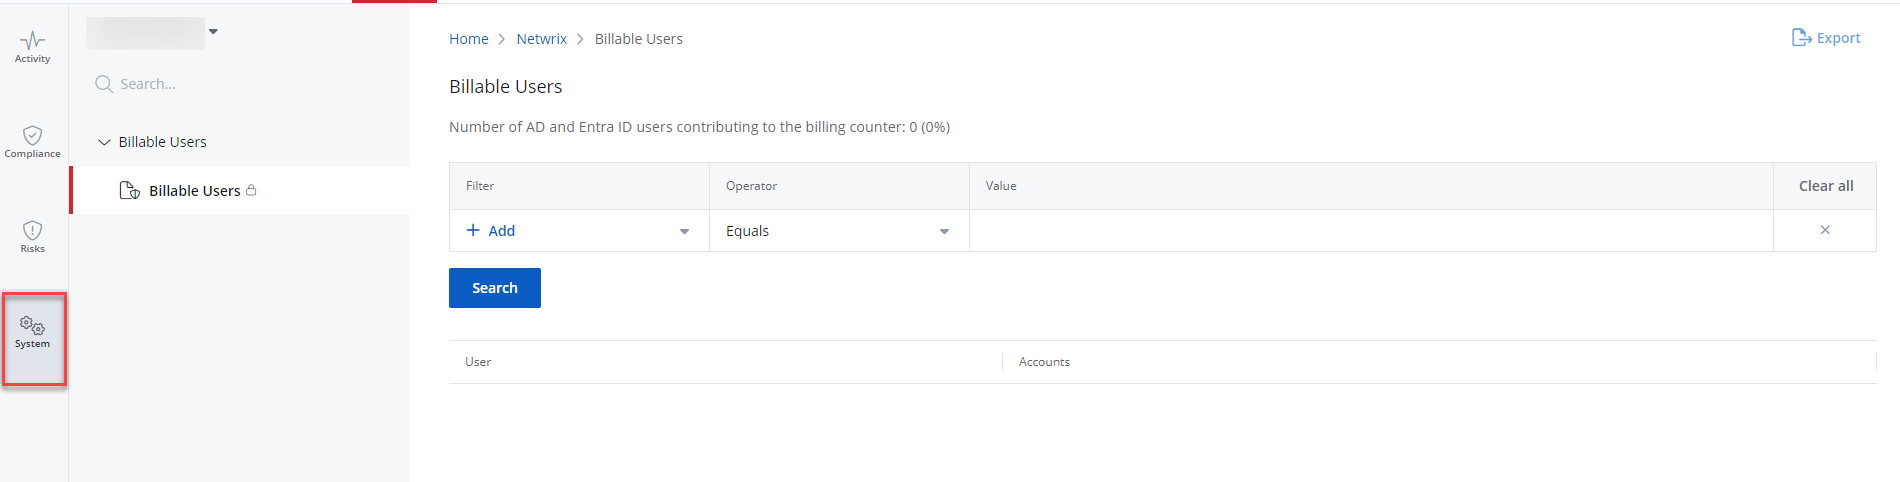 Activity
Compliance
Risks
System
Search...
Billable Users
Billable Users
Home > Netwrix > Billable Users
Export
Billable Users
Number of AD and Entra ID users contributing to the billing counter: 0 (0%)
Filter Operator Value Clear all
+ Add Equals ×
Search
User Accounts